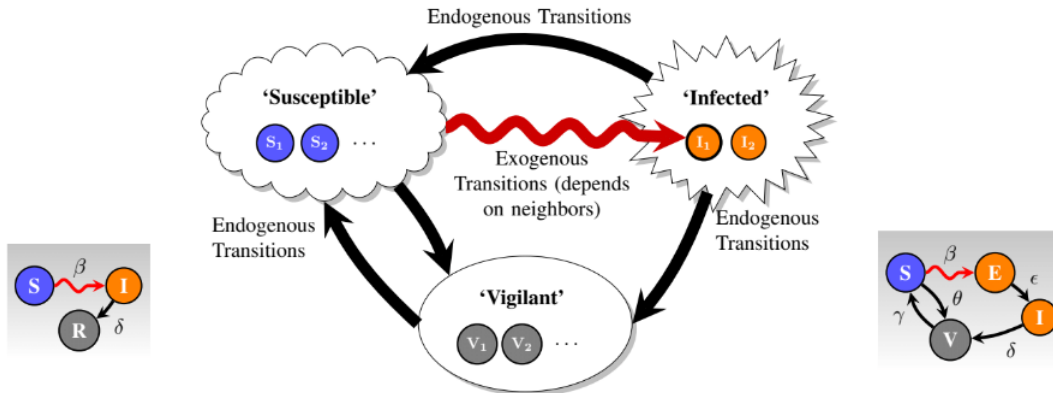 Endogenous Transitions
‘Susceptible’
S₁ S₂ ...
‘Infected’
I₁ I₂
Exogenous
Transitions (depends
on neighbors)
Endogenous
Transitions
Endogenous
Transitions
‘Vigilant’
V₁ V₂ ...
S β I
R δ
S β E
ϵ
θ
I
γ
V
δ